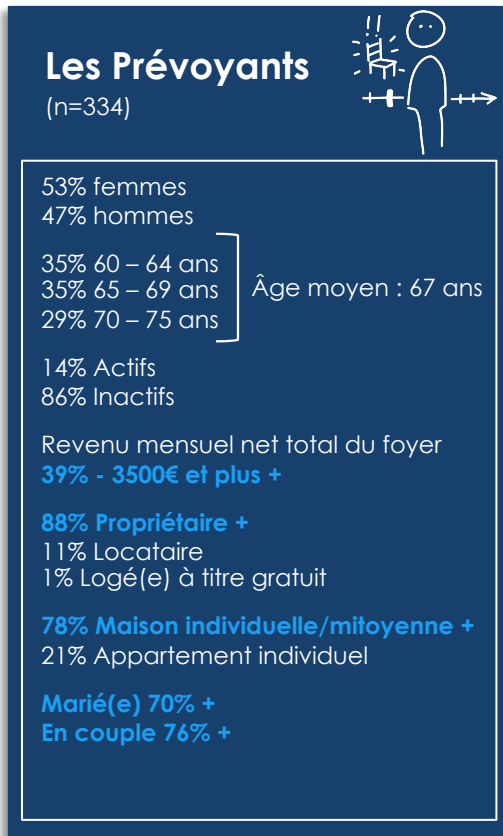 !!
Les Prévoyants
(n=334)
53% femmes
47% hommes
35% 60 – 64 ans
35% 65 – 69 ans
29% 70 – 75 ans
Âge moyen : 67 ans
14% Actifs
86% Inactifs
Revenu mensuel net total du foyer
39% - 3500€ et plus +
88% Propriétaire +
11% Locataire
1% Logé(e) à titre gratuit
78% Maison individuelle/mitoyenne +
21% Appartement individuel
Marié(e) 70% +
En couple 76% +